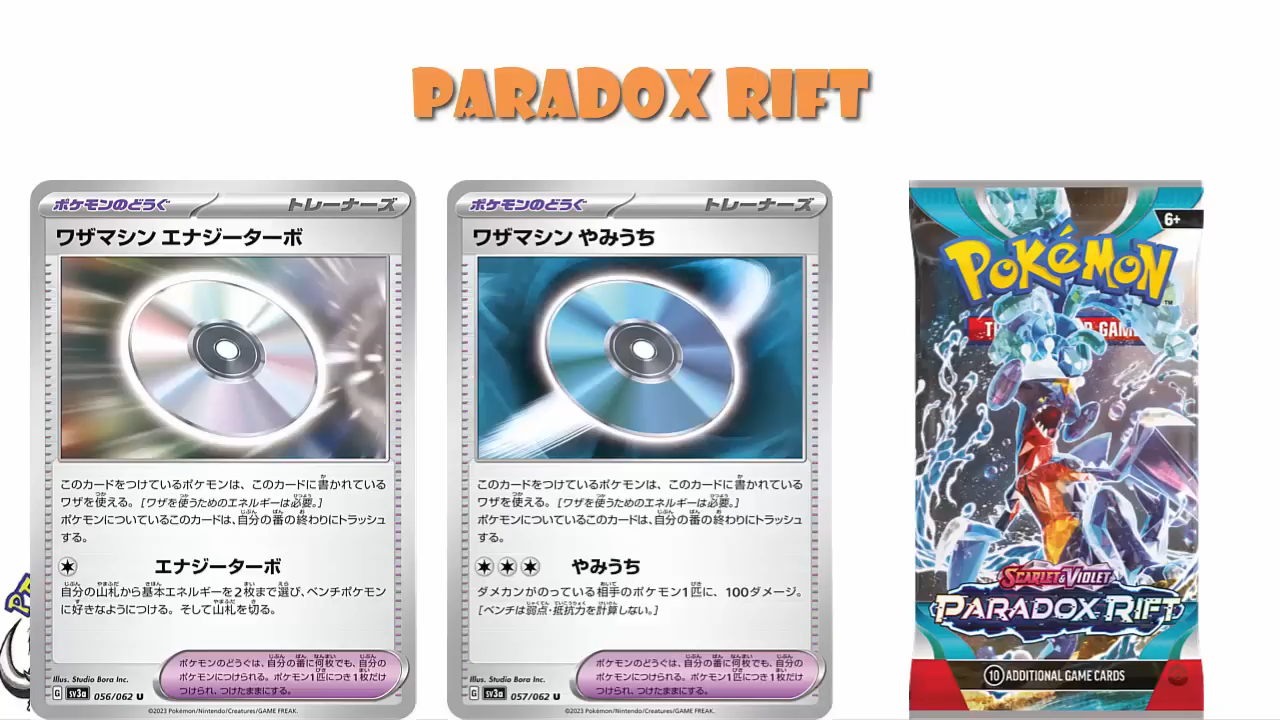 PARADOX RIFT
ポケモンのどうぐ
トレーナーズ
ワザマシン エナジーターボ
このカードをつけているポケモンは、このカードに書かれている
ワザを使える。[ワザを使うためのエネルギーは必要。]
ポケモンについているこのカードは、自分の番の終わりにトラッシュ
する。
エナジーターボ
自分の山札から基本エネルギーを2枚まで選び、ベンチポケモン
に好きなようにつける。そして山札を切る。
ポケモンのどうぐは、自分の番に何枚でも、自分の
ポケモンにつけられる。ポケモン1匹につき1枚だけ
つけられ、つけたままにする。
Illus. Studio Bora Inc.
G sv3a 056/062 U
©2023 Pokémon/Nintendo/Creatures/GAME FREAK.
ポケモンのどうぐ
トレーナーズ
ワザマシン やみうち
このカードをつけているポケモンは、このカードに書かれている
ワザを使える。[ワザを使うためのエネルギーは必要。]
ポケモンについているこのカードは、自分の番の終わりにトラッシュ
する。
やみうち
ダメカンがのっている相手のポケモン1匹に、100ダメージ。
[ベンチは弱点・抵抗力を計算しない。]
ポケモンのどうぐは、自分の番に何枚でも、自分の
ポケモンにつけられる。ポケモン1匹につき1枚だけ
つけられ、つけたままにする。
Illus. Studio Bora Inc.
G sv3a 057/062 U
©2023 Pokémon/Nintendo/Creatures/GAME FREAK.
6+
POKéMON
TM
GAM
SCARLET & VIOLET
PARADOX RIFT
10 ADDITIONAL GAME CARDS